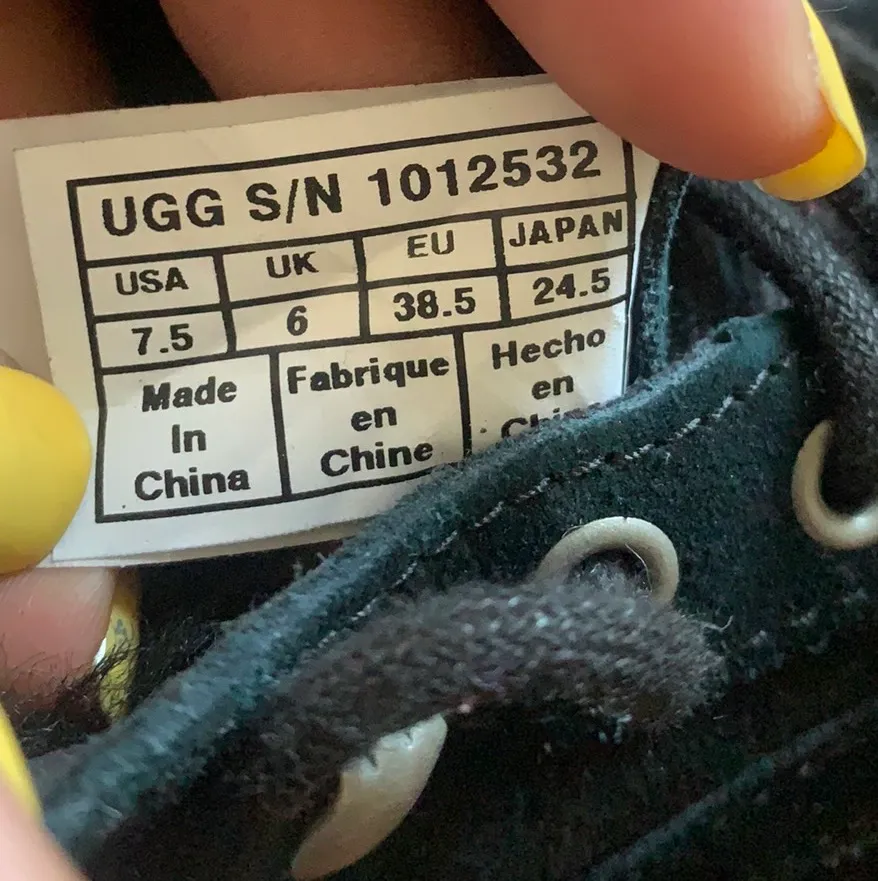 UGG S/N 1012532
USA UK EU JAPAN
7.5 6 38.5 24.5
Made In China
Fabrique en Chine
Hecho en